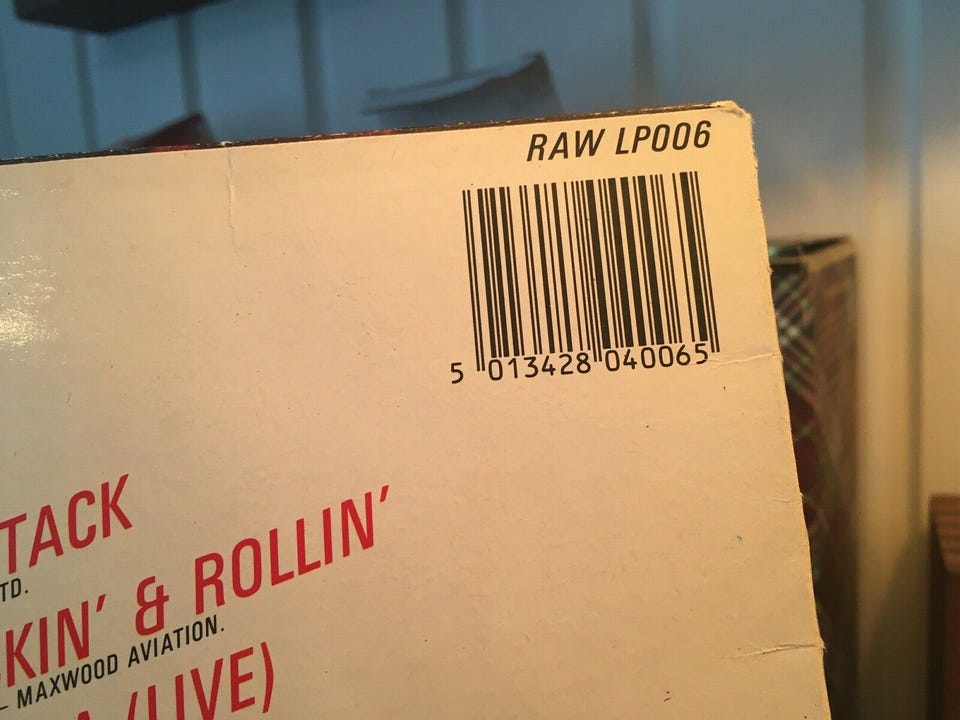 RAW LP006
5 013428 040065
TACK
TD.
KIN' & ROLLIN'
L MAXWOOD AVIATION.
A (LIVE)